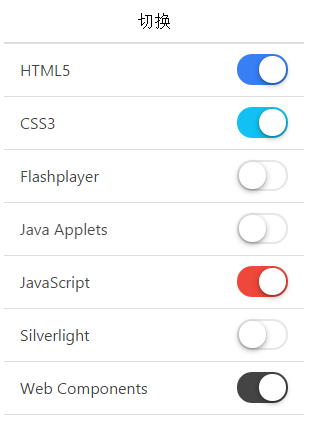 切换
HTML5
CSS3
Flashplayer
Java Applets
JavaScript
Silverlight
Web Components